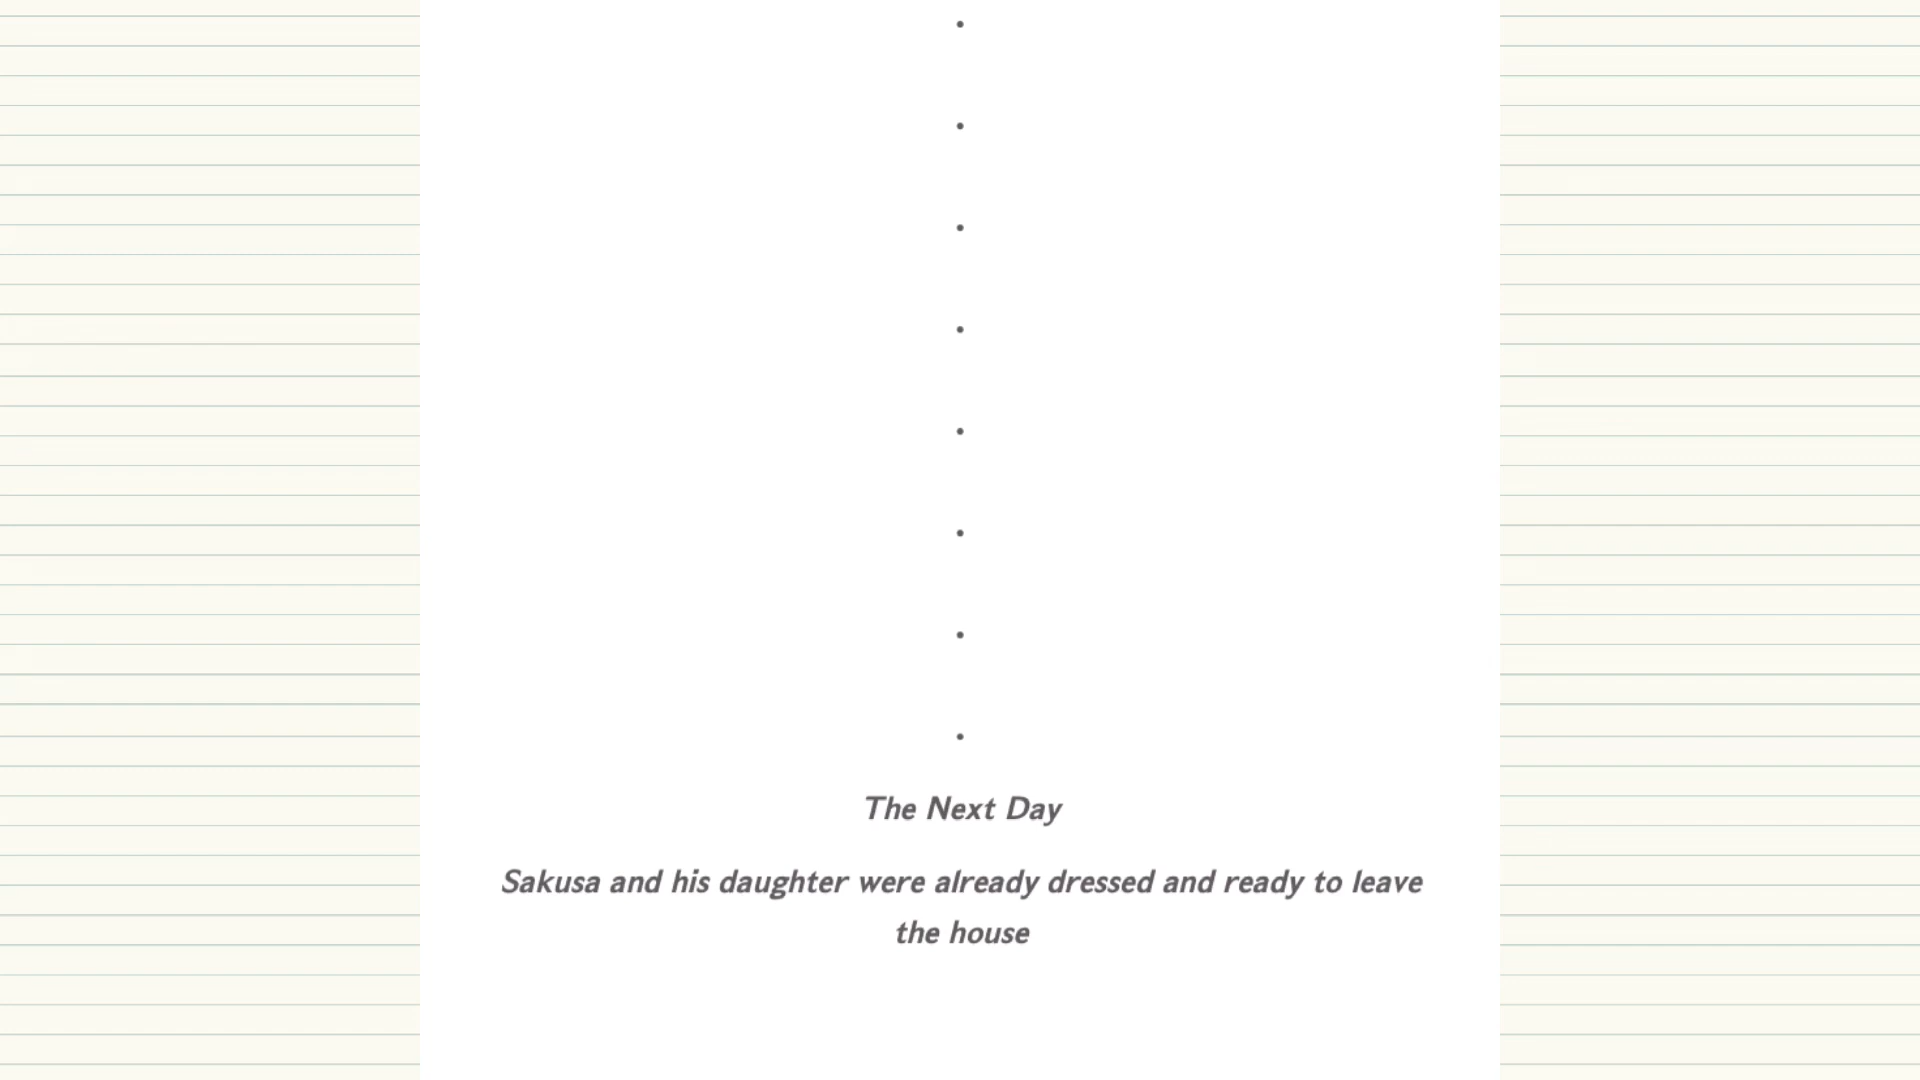 .
.
.
.
.
.
.
.
The Next Day
Sakusa and his daughter were already dressed and ready to leave
the house